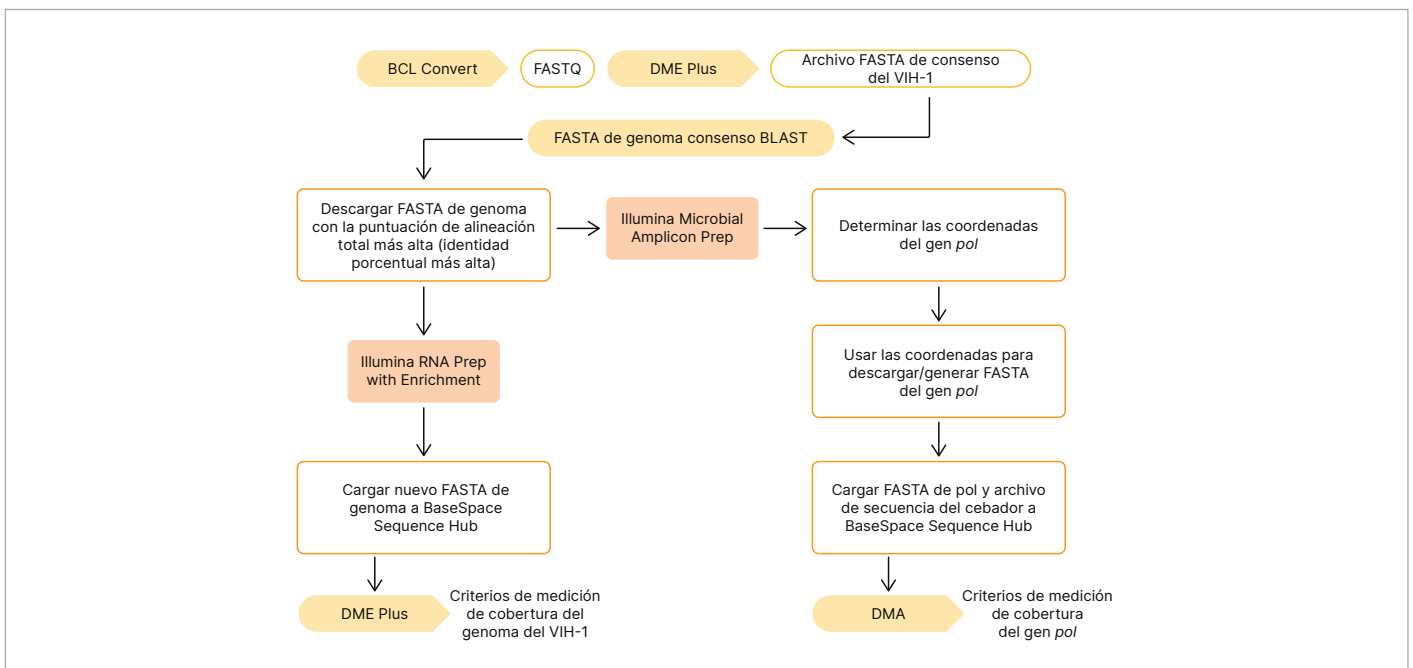 BCL Convert
FASTQ
DME Plus
Archivo FASTA de consenso
del VIH-1
FASTA de genoma consenso BLAST
Descargar FASTA de genoma
con la puntuación de alineación
total más alta (identidad
porcentual más alta)
Illumina Microbial
Amplicon Prep
Determinar las coordenadas
del gen pol
Illumina RNA Prep
with Enrichment
Usar las coordenadas para
descargar/generar FASTA
del gen pol
Cargar nuevo FASTA de
genoma a BaseSpace
Sequence Hub
Cargar FASTA de pol y archivo
de secuencia del cebador a
BaseSpace Sequence Hub
DME Plus
Criterios de medición
de cobertura del
genoma del VIH-1
DMA
Criterios de medición
de cobertura
del gen pol